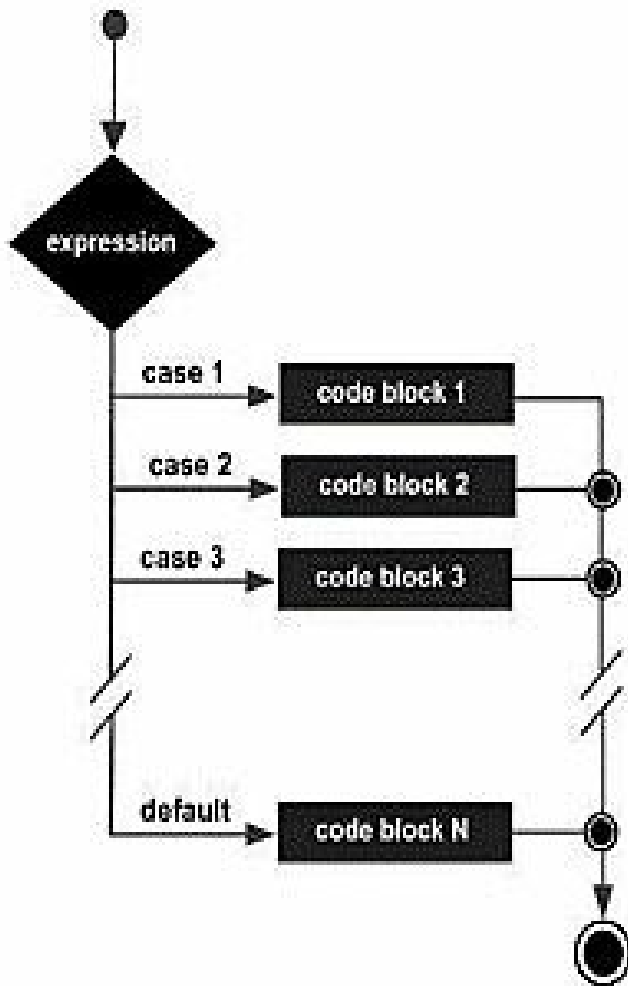 expression
case 1
code block 1
case 2
code block 2
case 3
code block 3
default
code block N